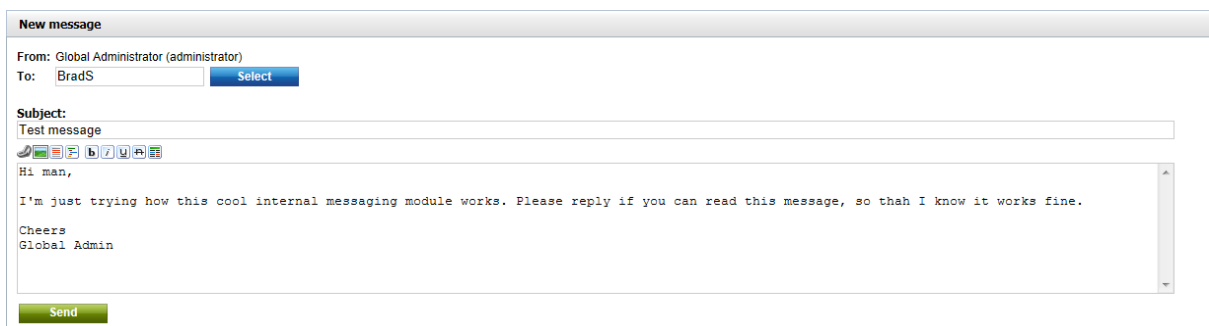 New message
From: Global Administrator (administrator)
To: BradS Select
Subject:
Test message
b i U A
Hi man,
I'm just trying how this cool internal messaging module works. Please reply if you can read this message, so thah I know it works fine.
Cheers
Global Admin
Send